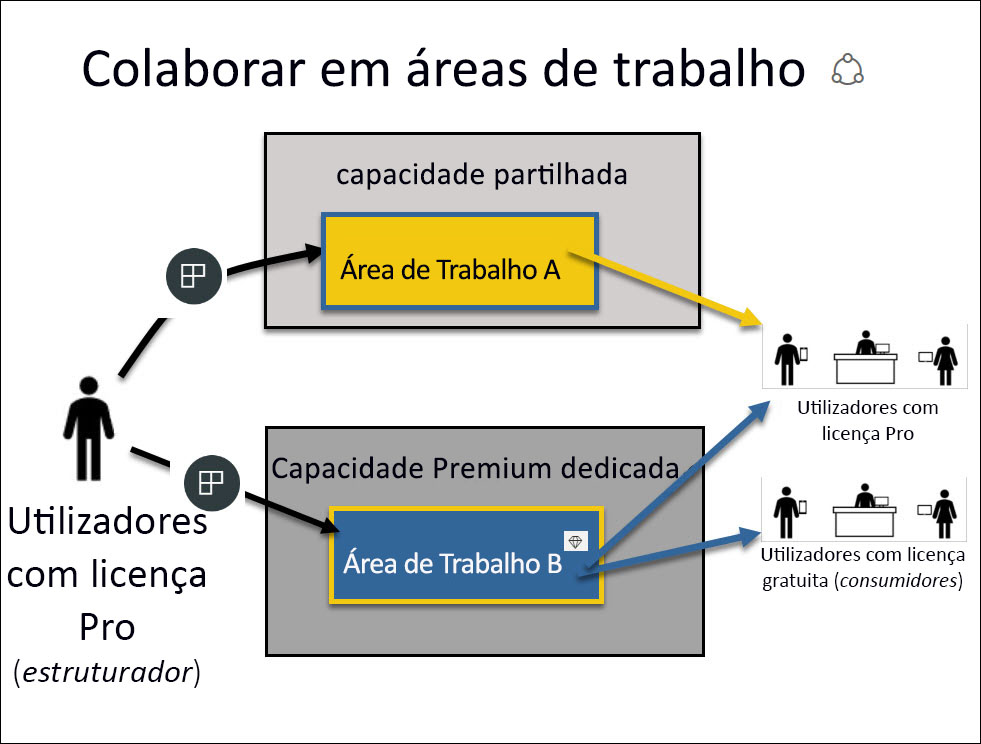 Colaborar em áreas de trabalho
capacidade partilhada
Área de Trabalho A
Utilizadores com
licença Pro
Capacidade Premium dedicada
Área de Trabalho B
Utilizadores com licença
gratuita (consumidores)
Utilizadores
com licença
Pro
(estruturador)